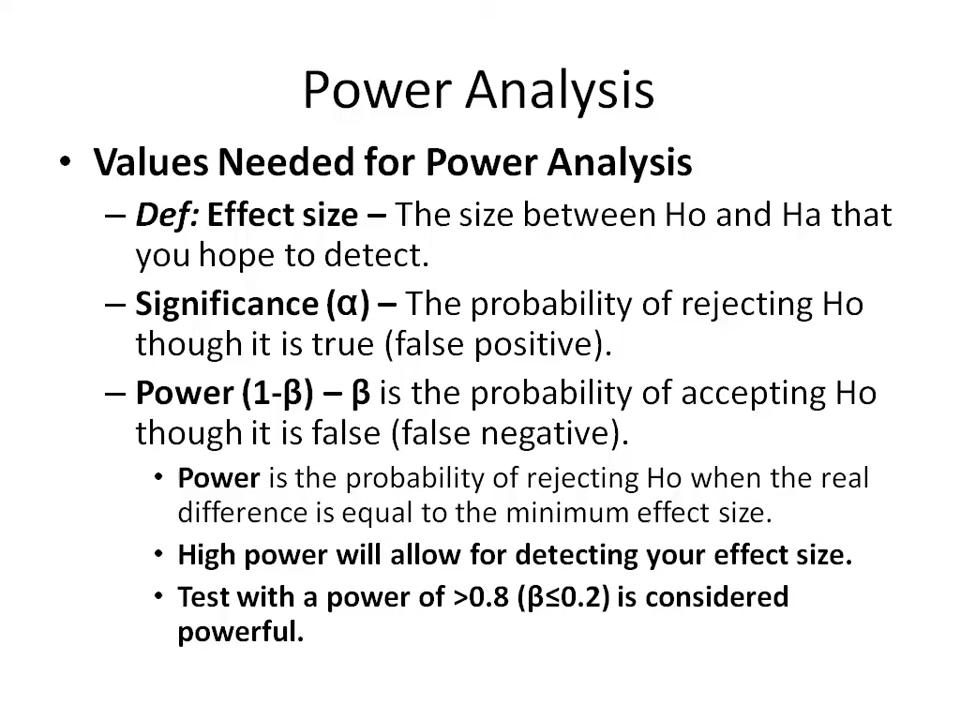 Power Analysis
• Values Needed for Power Analysis
– Def: Effect size – The size between Ho and Ha that
you hope to detect.
– Significance (α) – The probability of rejecting Ho
though it is true (false positive).
– Power (1-β) – β is the probability of accepting Ho
though it is false (false negative).
• Power is the probability of rejecting Ho when the real
difference is equal to the minimum effect size.
• High power will allow for detecting your effect size.
• Test with a power of >0.8 (β≤0.2) is considered
powerful.